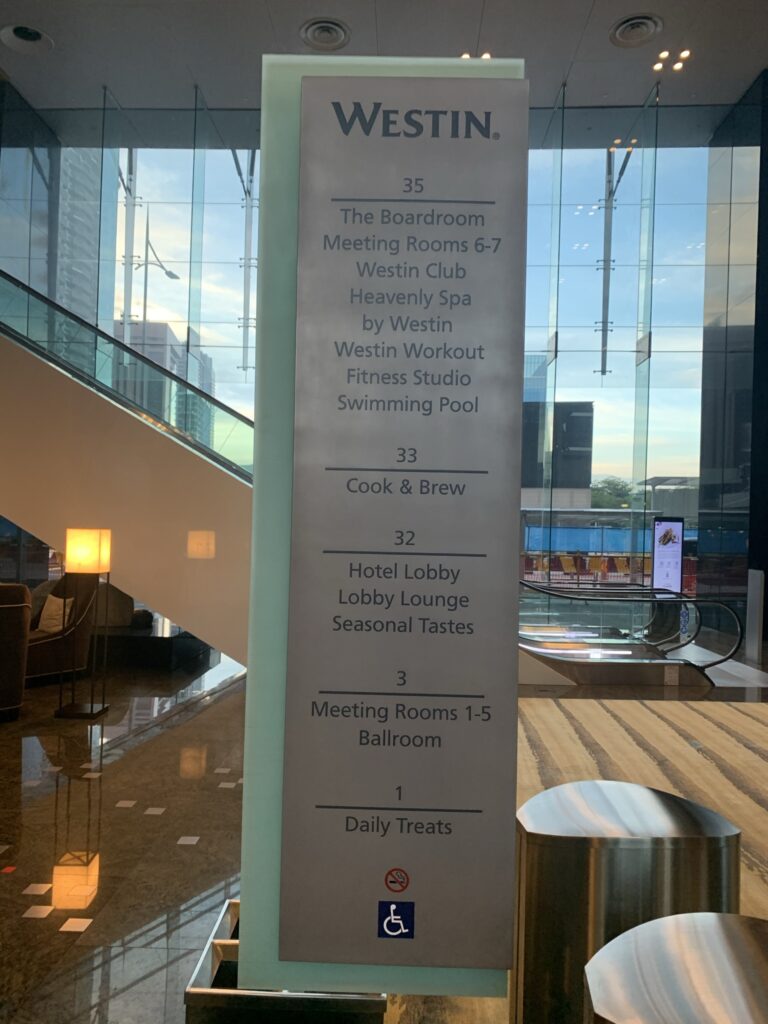 WESTIN®
35
The Boardroom
Meeting Rooms 6-7
Westin Club
Heavenly Spa
by Westin
Westin Workout
Fitness Studio
Swimming Pool
33
Cook & Brew
32
Hotel Lobby
Lobby Lounge
Seasonal Tastes
3
Meeting Rooms 1-5
Ballroom
1
Daily Treats